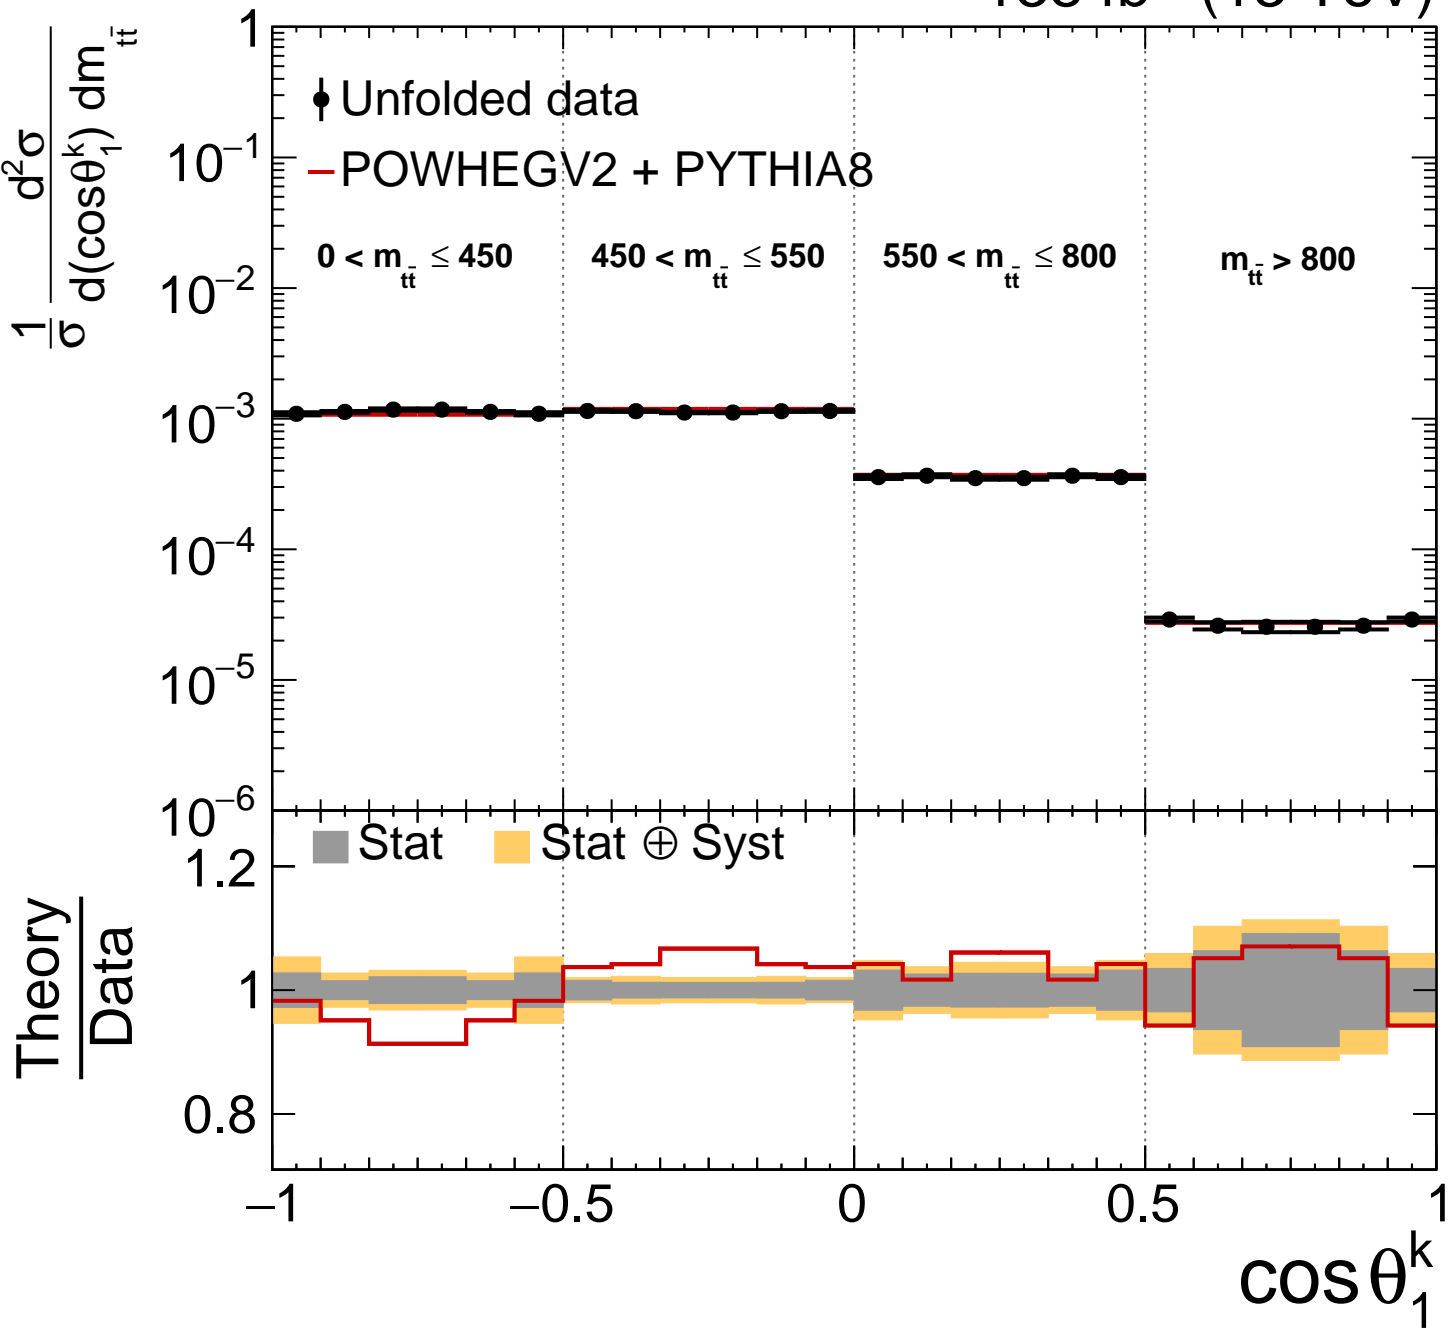 1/σ d²σ/d(cosθ₁ᵏ) dm_tt̄
Unfolded data
POWHEGV2 + PYTHIA8
0 < m_tt̄ ≤ 450
450 < m_tt̄ ≤ 550
550 < m_tt̄ ≤ 800
m_tt̄ > 800
1
10⁻¹
10⁻²
10⁻³
10⁻⁴
10⁻⁵
10⁻⁶
Stat
Stat ⊕ Syst
Theory
Data
1.2
1
0.8
−1
−0.5
0
0.5
1
cos θ₁ᵏ